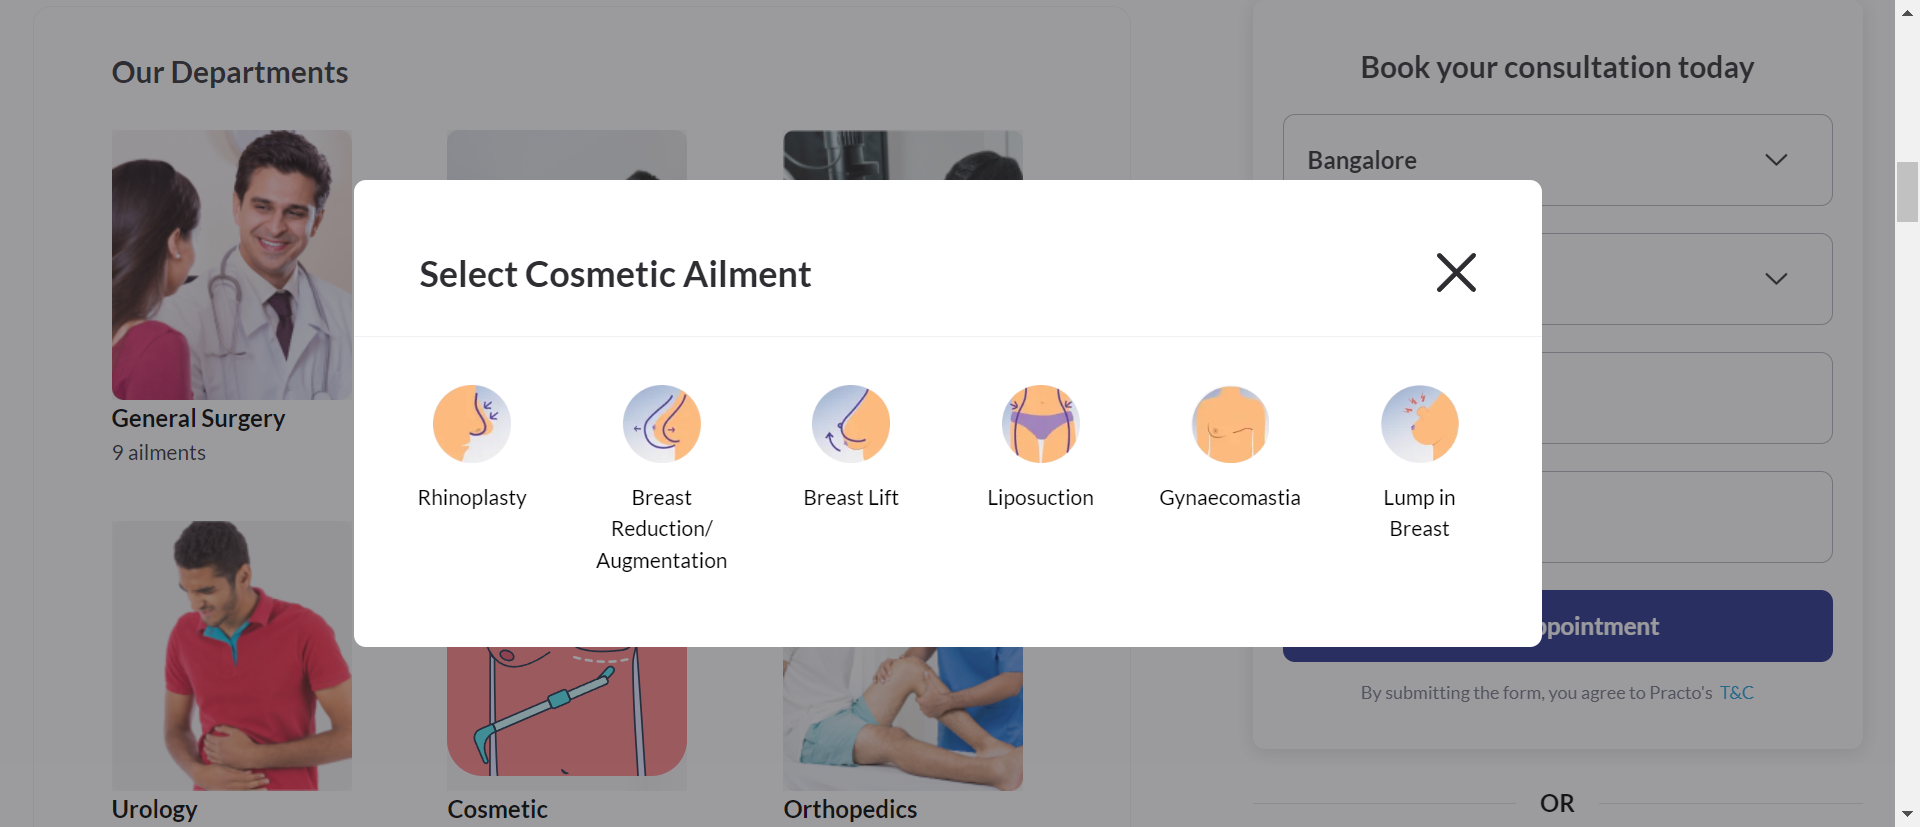 Our Departments
General Surgery
9 ailments
Urology
Cosmetic
Orthopedics
Select Cosmetic Ailment
Rhinoplasty
Breast
Reduction/
Augmentation
Breast Lift
Liposuction
Gynaecomastia
Lump in
Breast
Book your consultation today
Bangalore
ppointment
By submitting the form, you agree to Practo's T&C
OR